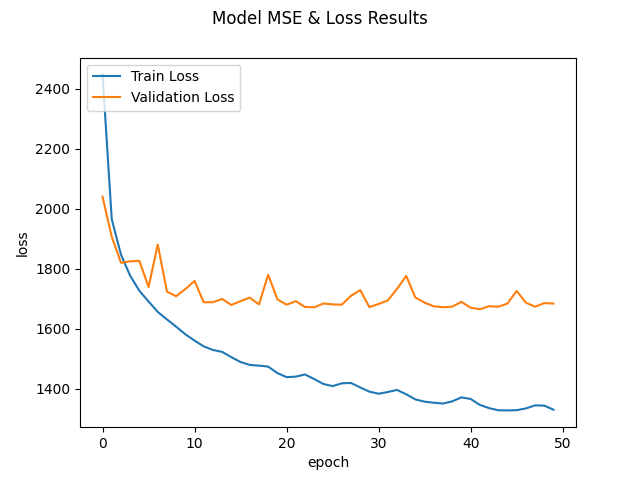 Model MSE & Loss Results
Train Loss
Validation Loss
2400
2200
2000
1800
1600
1400
loss
0 10 20 30 40 50
epoch